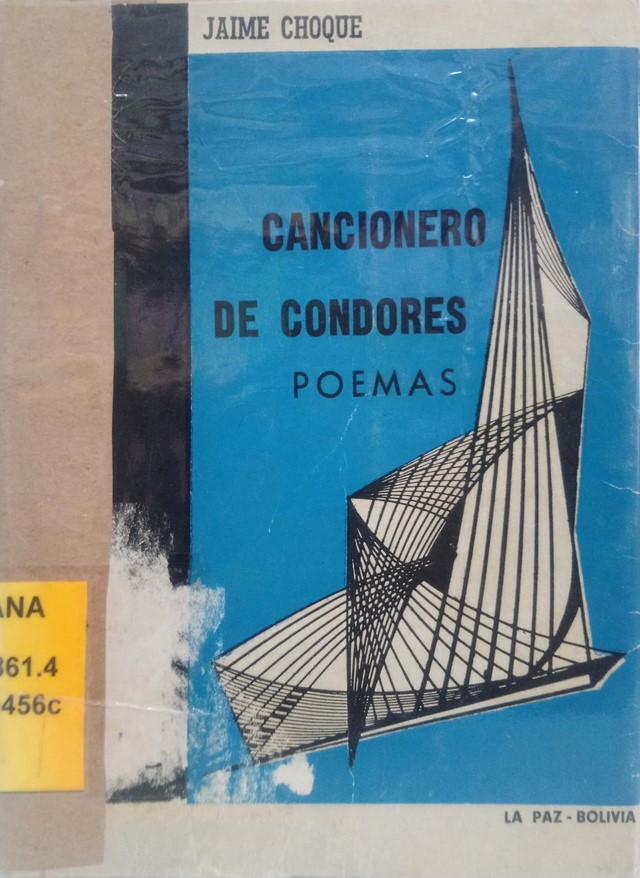 JAIME CHOQUE
CANCIONERO
DE CONDORES
POEMAS
ANA
861.4
456c
LA PAZ - BOLIVIA